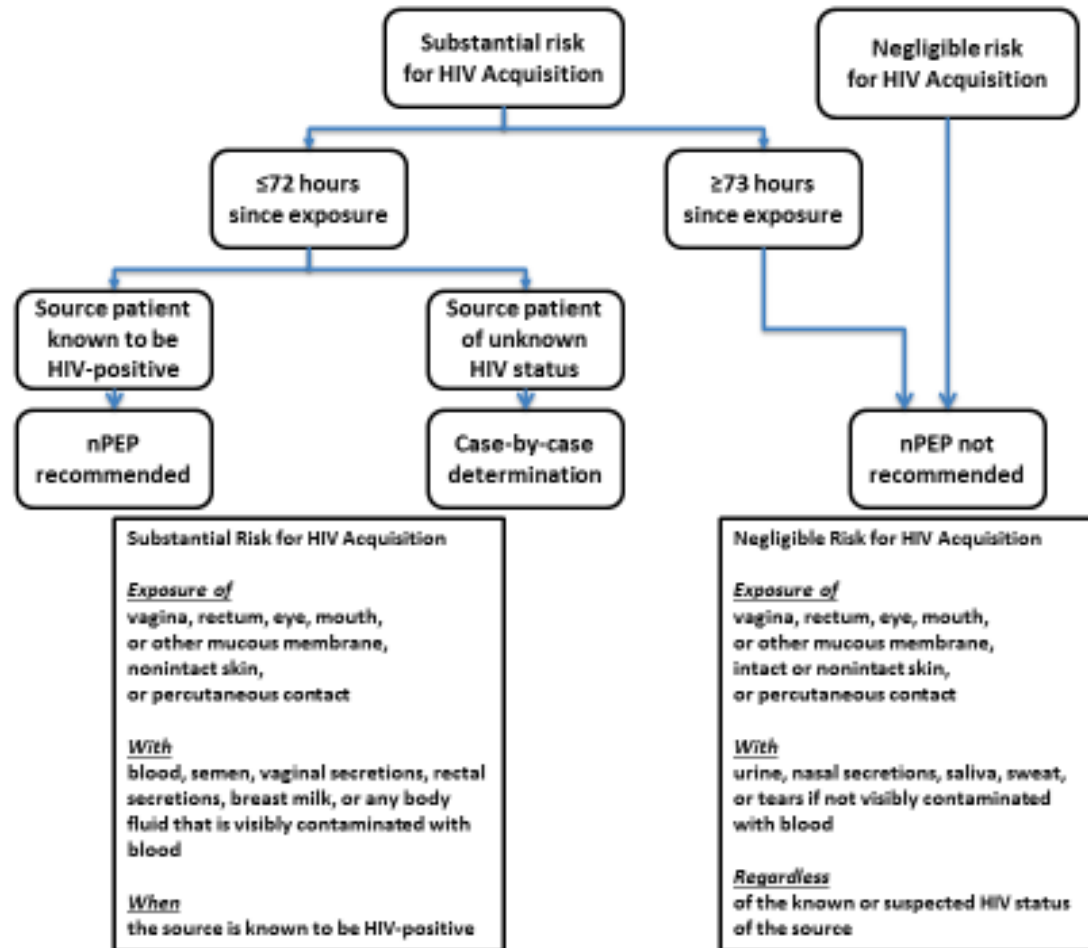 Substantial risk
for HIV Acquisition
Negligible risk
for HIV Acquisition
≤72 hours
since exposure
≥73 hours
since exposure
Source patient
known to be
HIV-positive
Source patient
of unknown
HIV status
nPEP
recommended
Case-by-case
determination
nPEP not
recommended
Substantial Risk for HIV Acquisition
Exposure of
vagina, rectum, eye, mouth,
or other mucous membrane,
nonintact skin,
or percutaneous contact
With
blood, semen, vaginal secretions, rectal
secretions, breast milk, or any body
fluid that is visibly contaminated with
blood
When
the source is known to be HIV-positive
Negligible Risk for HIV Acquisition
Exposure of
vagina, rectum, eye, mouth,
or other mucous membrane,
intact or nonintact skin,
or percutaneous contact
With
urine, nasal secretions, saliva, sweat,
or tears if not visibly contaminated
with blood
Regardless
of the known or suspected HIV status
of the source